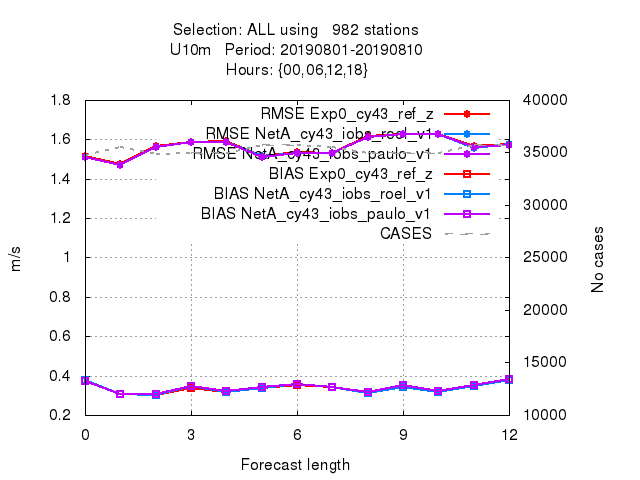 Selection: ALL using 982 stations
U10m Period: 20190801-20190810
Hours: {00,06,12,18}
1.8
40000
RMSE Exp0_cy43_ref_z
1.6
RMSE NetA_cy43_iobs_roel_v1
35000
RMSE NetA_cy43_iobs_paulo_v1
1.4
BIAS Exp0_cy43_ref_z
BIAS NetA_cy43_iobs_roel_v1
30000
1.2
BIAS NetA_cy43_iobs_paulo_v1
CASES
m/s
1
25000
No cases
0.8
20000
0.6
15000
0.4
0.2
10000
0 3 6 9 12
Forecast length